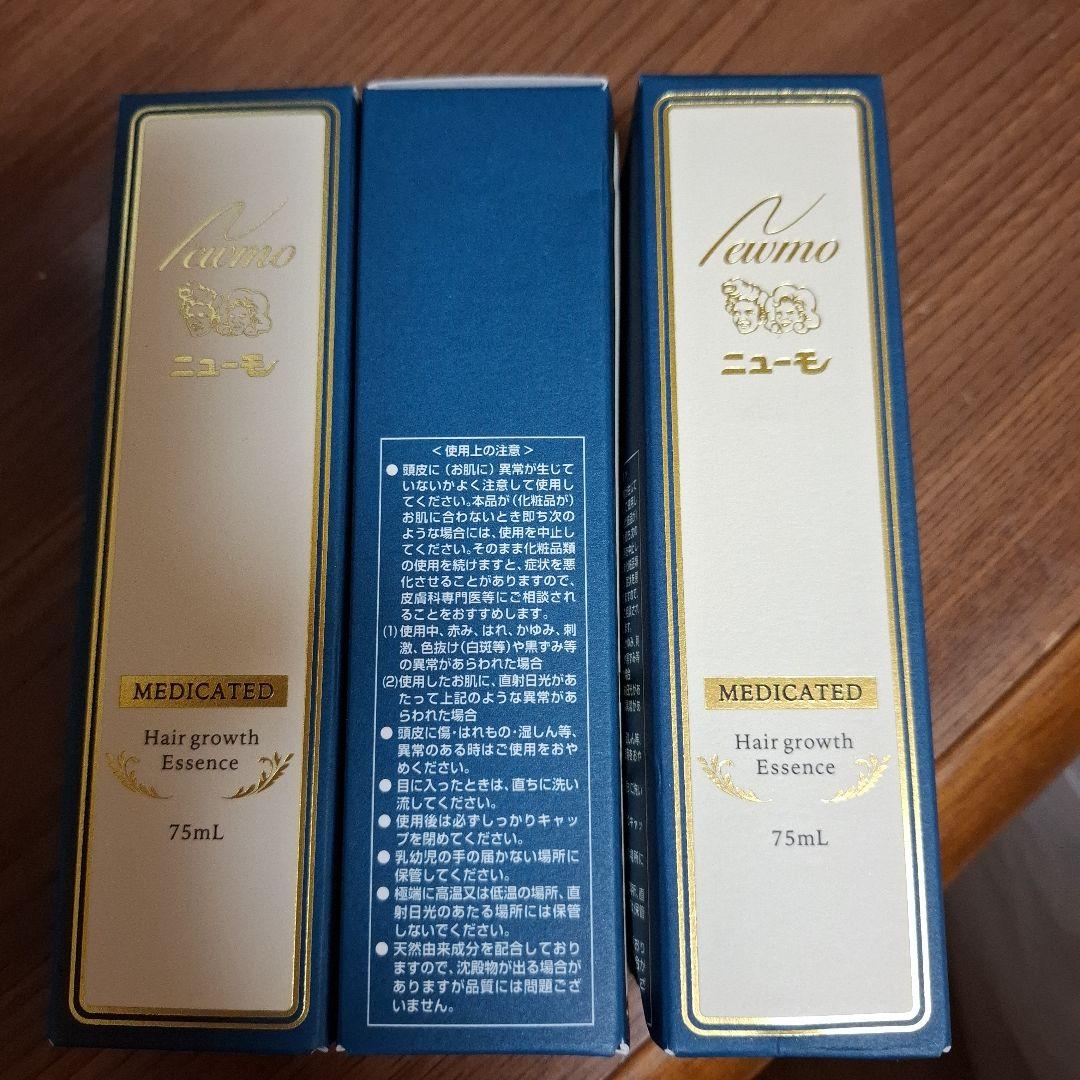 Newmo
ニューモ
MEDICATED
Hair growth
Essence
75mL
<使用上の注意>
● 頭皮に(お肌に)異常が生じて
いないかよく注意して使用し
てください。本品が(化粧品が)
お肌に合わないとき即ち次の
ような場合には、使用を中止し
てください。そのまま化粧品類
の使用を続けますと、症状を悪
化させることがありますので、
皮膚科専門医等にご相談され
ることをおすすめします。
(1)使用中、赤み、はれ、かゆみ、刺
激、色抜け(白斑等)や黒ずみ等
の異常があらわれた場合
(2)使用したお肌に、直射日光があ
たって上記のような異常があ
らわれた場合
● 頭皮に傷・はれもの・湿しん等、
異常のある時はご使用をおや
めください。
● 目に入ったときは、直ちに洗い
流してください。
● 使用後は必ずしっかりキャッ
プを閉めてください。
● 乳幼児の手の届かない場所に
保管してください。
● 極端に高温又は低温の場所、直
射日光のあたる場所には保管
しないでください。
● 天然由来成分を配合しており
ますので、沈殿物が出る場合が
ありますが品質には問題ござ
いません。
Newmo
ニューモ
MEDICATED
Hair growth
Essence
75mL